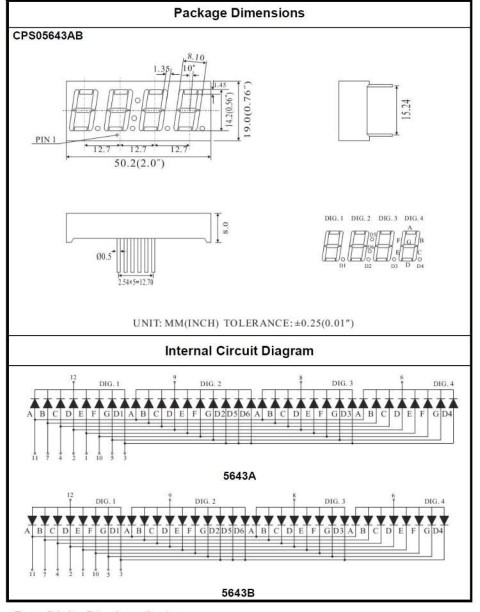 Package Dimensions
CPS05643AB
8.10
1.35
10°
1.45
14.2(0.56″)
19.0(0.76″)
PIN 1
12.7
12.7
12.7
50.2(2.0″)
15.24
8.0
Ø0.5
2.54×5=12.70
DIG. 1 DIG. 2 DIG. 3 DIG. 4
A
F G B
E C
D
D1 D2 D3 D4
UNIT: MM(INCH) TOLERANCE: ±0.25(0.01″)
Internal Circuit Diagram
12 9 8 6
DIG. 1 DIG. 2 DIG. 3 DIG. 4
A B C D E F G D1 A B C D E F G D2 D5 D6 A B C D E F G D3 A B C D E F G D4
11 7 4 2 1 10 5 3
5643A
12 9 8 6
DIG. 1 DIG. 2 DIG. 3 DIG. 4
A B C D E F G D1 A B C D E F G D2 D5 D6 A B C D E F G D3 A B C D E F G D4
11 7 4 2 1 10 5 3
5643B